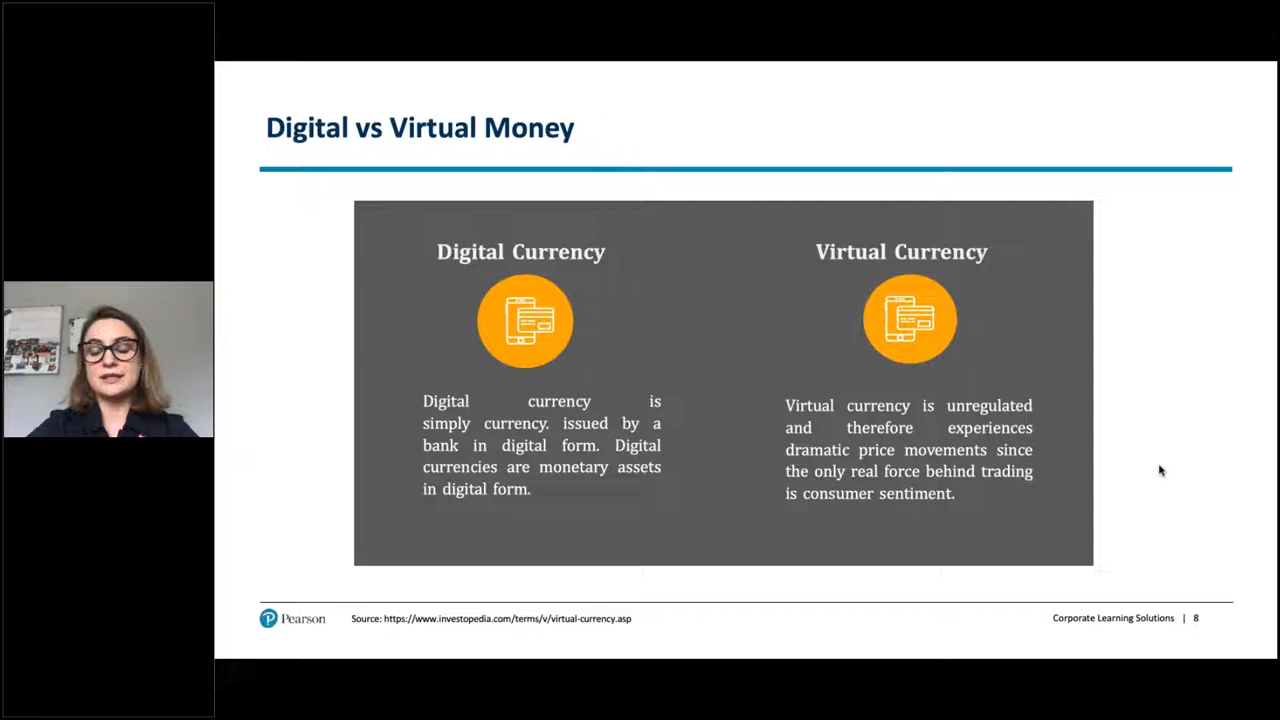 Digital vs Virtual Money
Digital Currency
Digital currency is
simply currency. issued by a
bank in digital form. Digital
currencies are monetary assets
in digital form.
Virtual Currency
Virtual currency is unregulated
and therefore experiences
dramatic price movements since
the only real force behind trading
is consumer sentiment.
Pearson
Source: https://www.investopedia.com/terms/v/virtual-currency.asp
Corporate Learning Solutions | 8